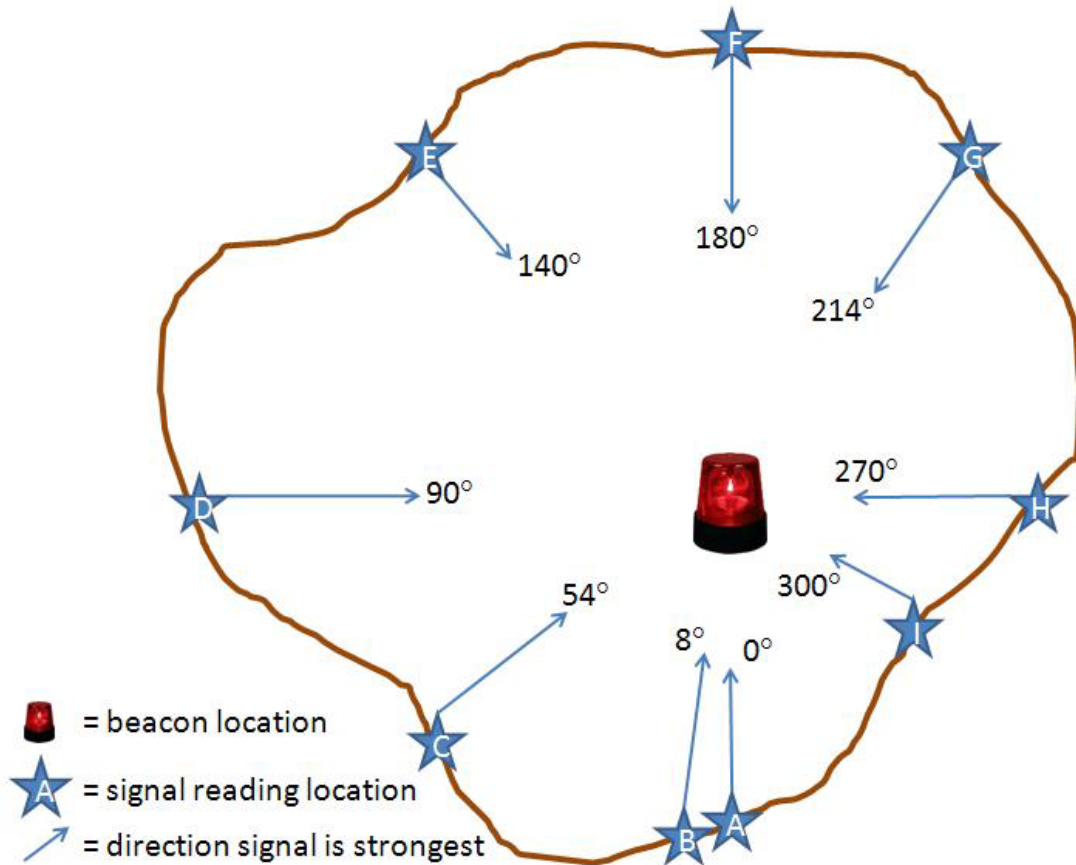 F
E
G
180°
140°
214°
270°
90°
D
H
300°
54°
8°
0°
I
= beacon location
C
A
= signal reading location
B
A
= direction signal is strongest